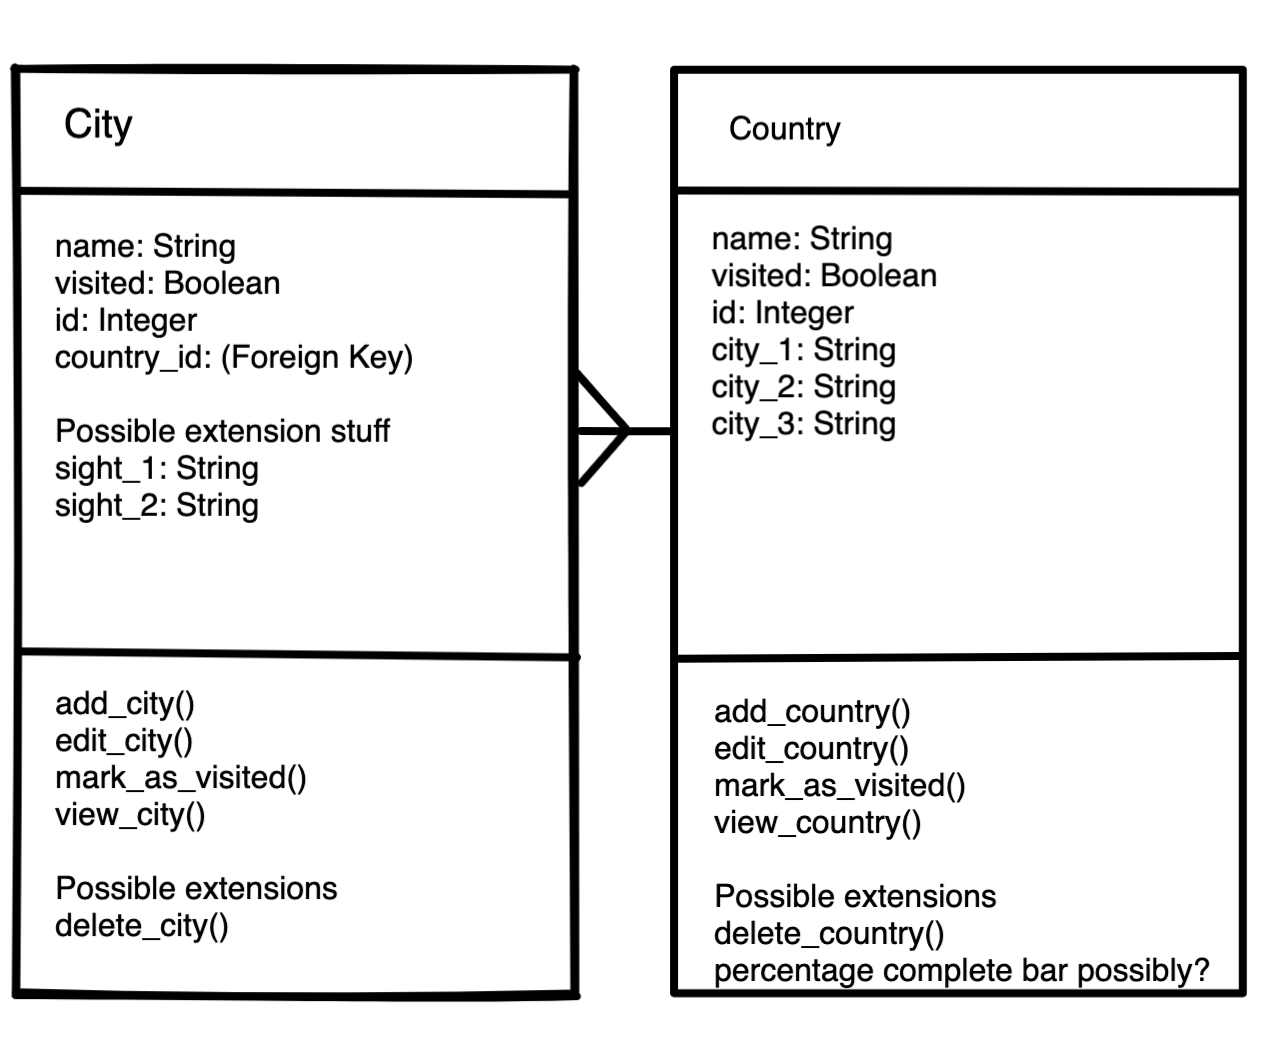 City
name: String
visited: Boolean
id: Integer
country_id: (Foreign Key)
Possible extension stuff
sight_1: String
sight_2: String
add_city()
edit_city()
mark_as_visited()
view_city()
Possible extensions
delete_city()
Country
name: String
visited: Boolean
id: Integer
city_1: String
city_2: String
city_3: String
add_country()
edit_country()
mark_as_visited()
view_country()
Possible extensions
delete_country()
percentage complete bar possibly?